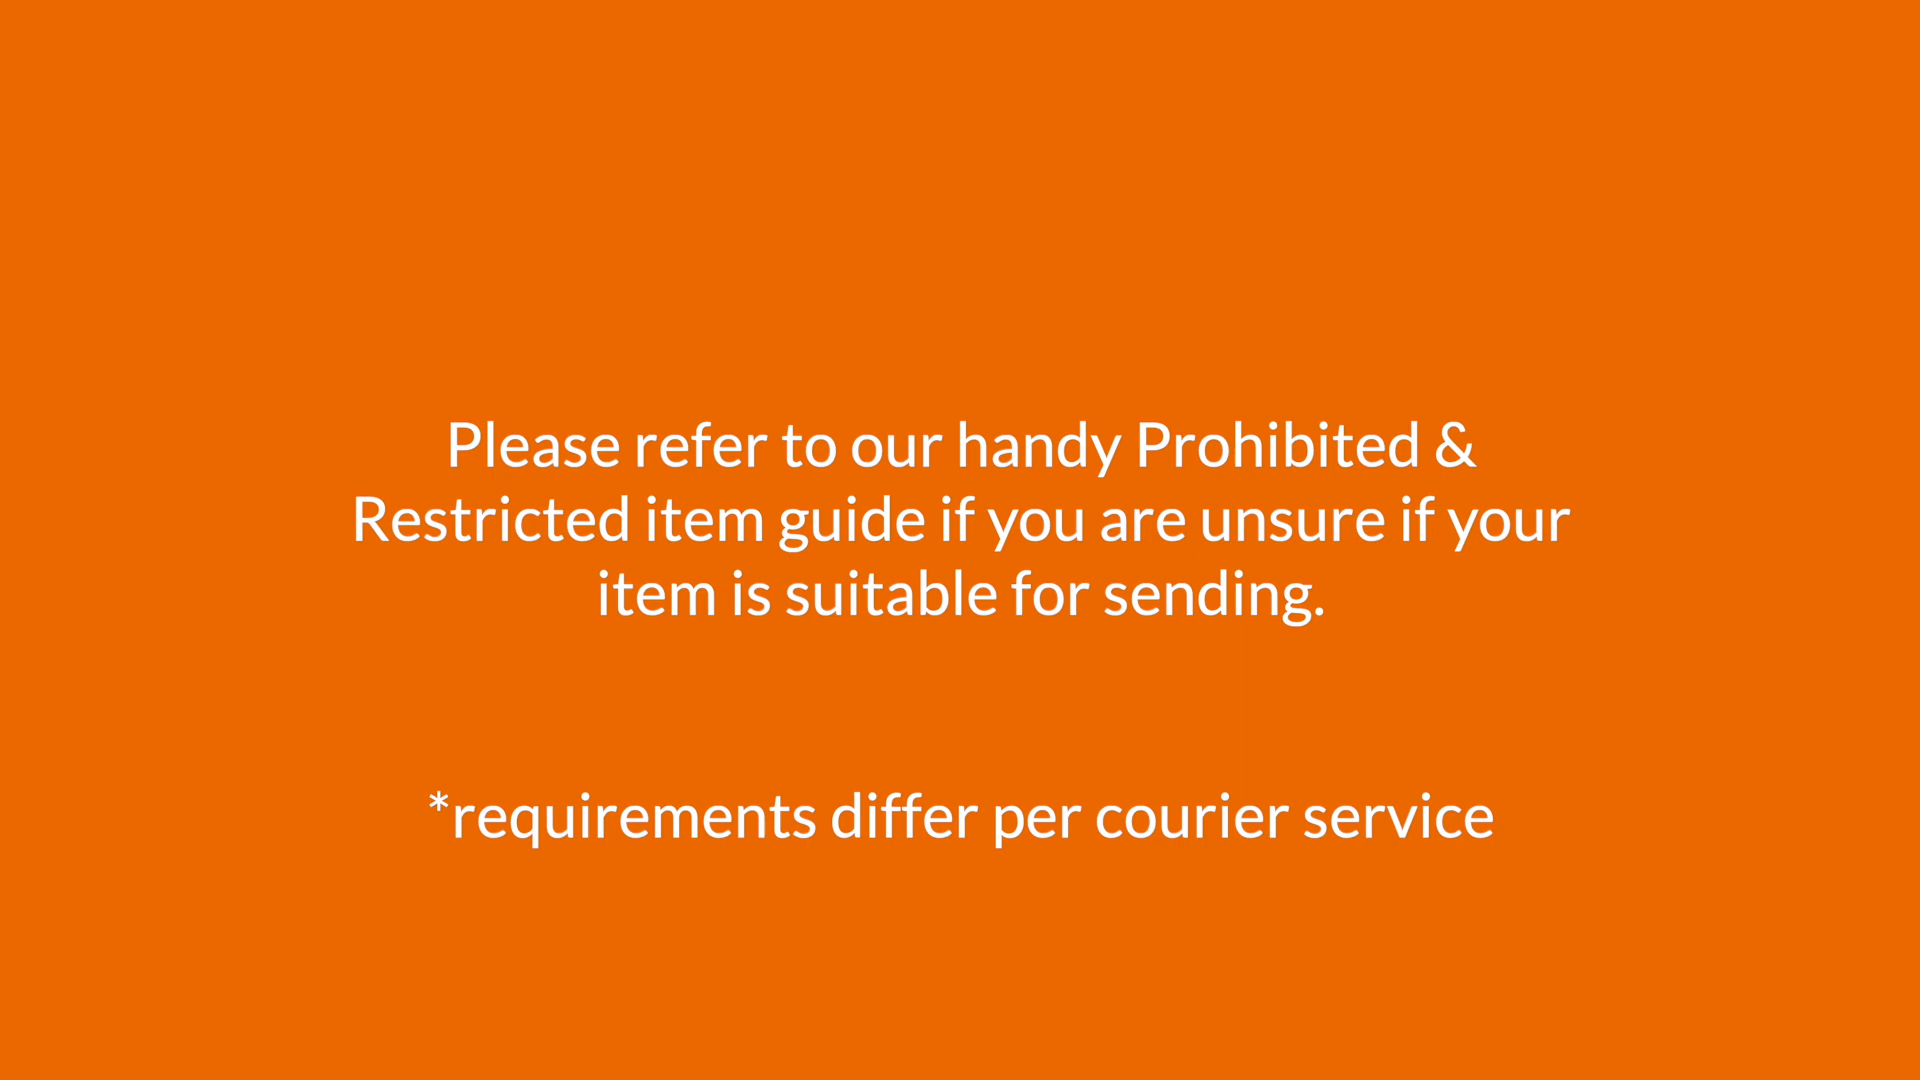 Please refer to our handy Prohibited &
Restricted item guide if you are unsure if your
item is suitable for sending.
*requirements differ per courier service